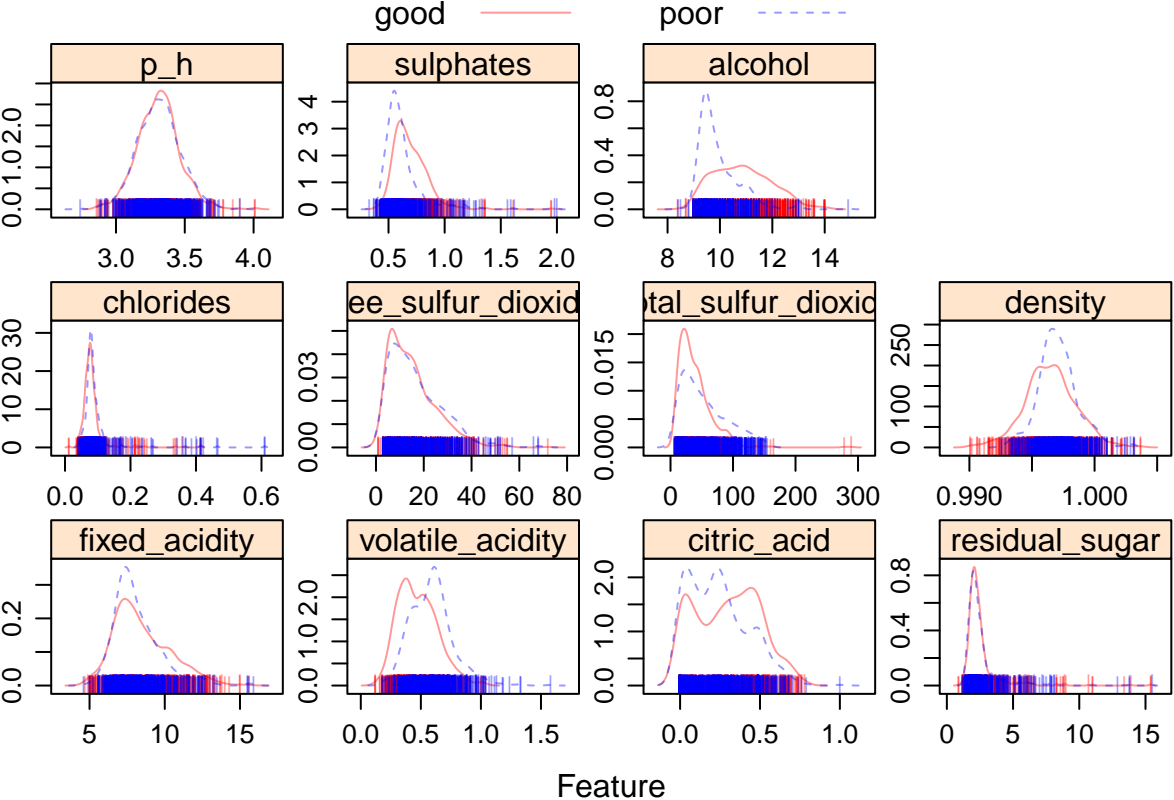 good poor
p_h sulphates alcohol
0.0 1.0 2.0 0 1 2 3 4 0.0 0.4 0.8
3.0 3.5 4.0 0.5 1.0 1.5 2.0 8 10 12 14
chlorides ee_sulfur_dioxid otal_sulfur_dioxid density
0 10 20 30 0.00 0.03 0.000 0.015 0 100 250
0.0 0.2 0.4 0.6 0 20 40 60 80 0 100 200 300 0.990 1.000
fixed_acidity volatile_acidity citric_acid residual_sugar
0.0 0.2 0.0 1.0 2.0 0.0 1.0 2.0 0.0 0.4 0.8
5 10 15 0.0 0.5 1.0 1.5 0.0 0.5 1.0 0 5 10 15
Feature